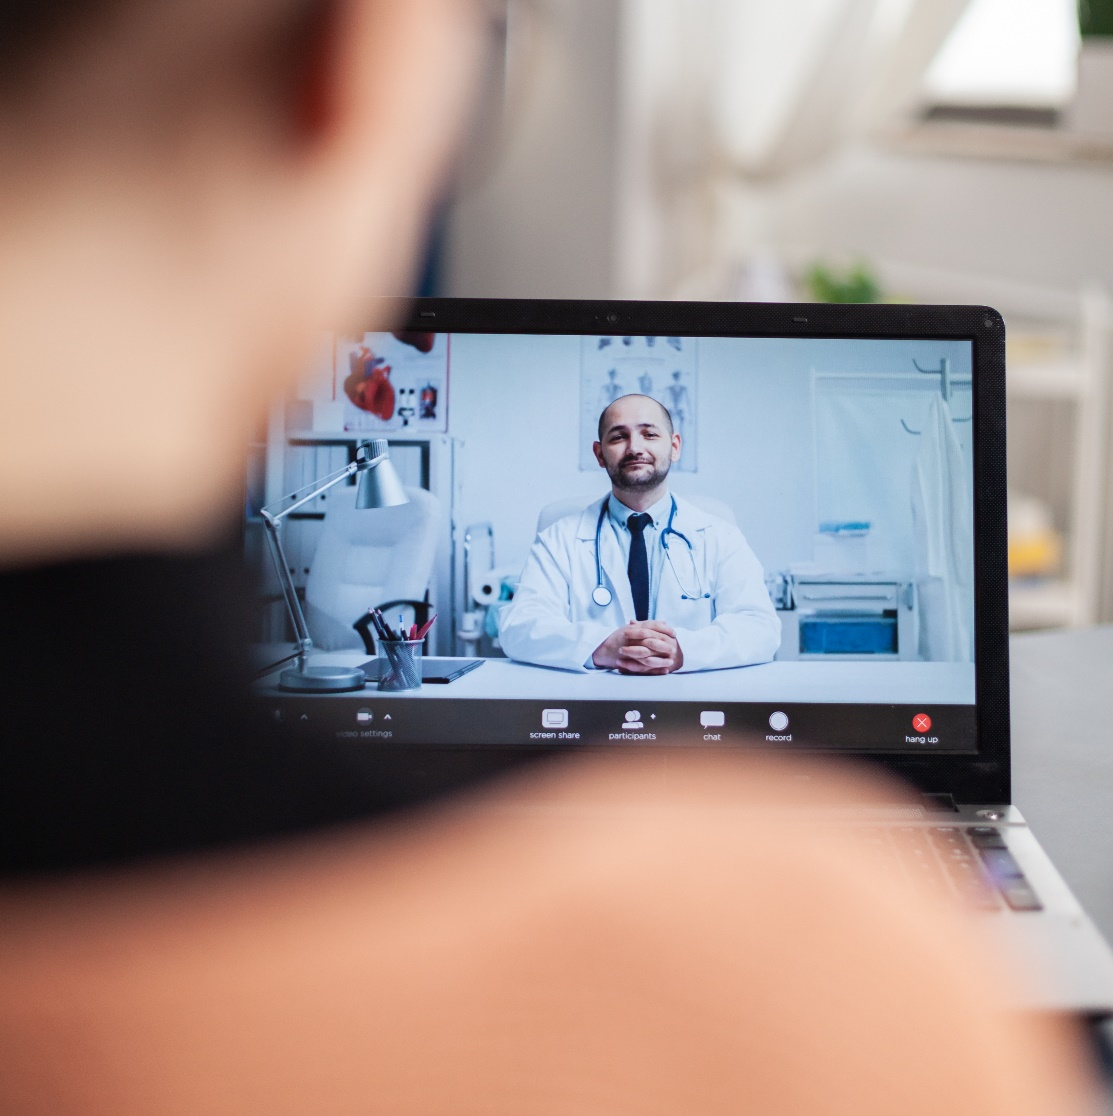 video settings
screen share
participants
chat
record
hang up